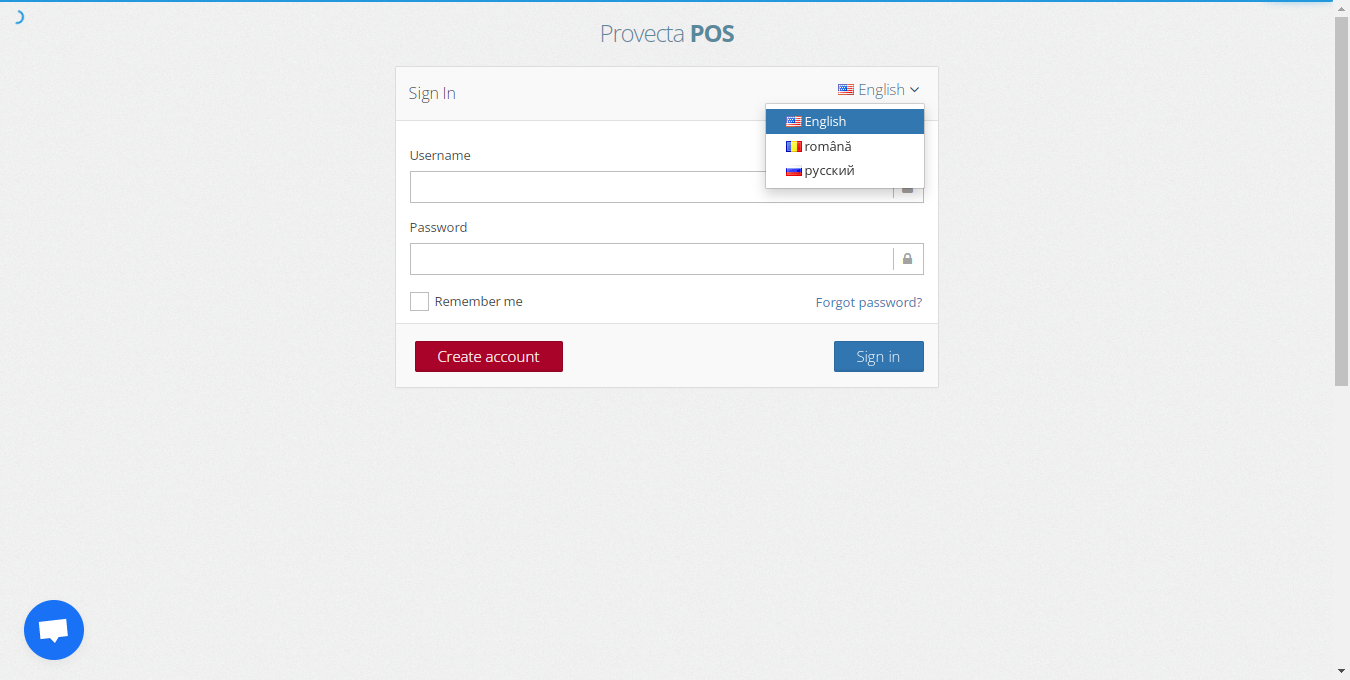 Provecta POS
Sign In
English
English
română
русский
Username
Password
Remember me
Forgot password?
Create account
Sign in